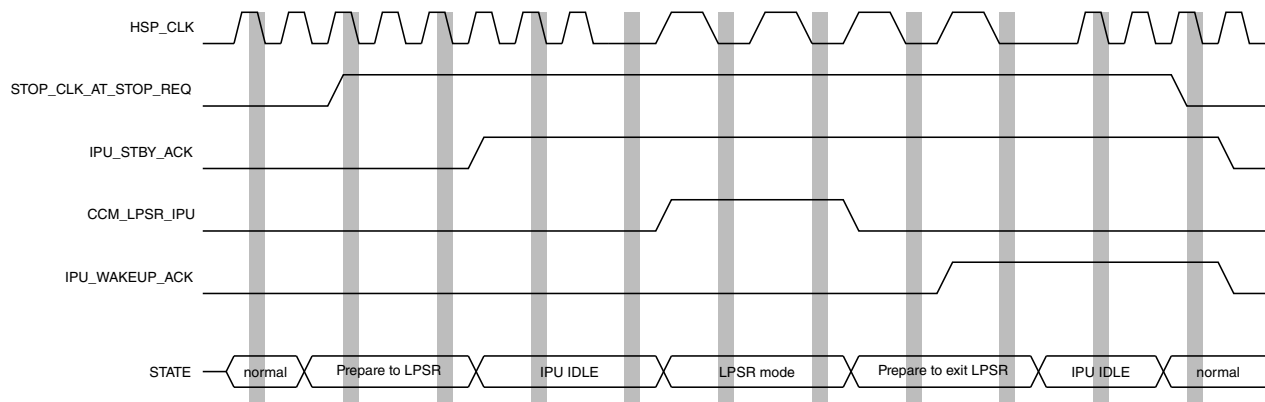 HSP_CLK
STOP_CLK_AT_STOP_REQ
IPU_STBY_ACK
CCM_LPSR_IPU
IPU_WAKEUP_ACK
STATE normal Prepare to LPSR IPU IDLE LPSR mode Prepare to exit LPSR IPU IDLE normal